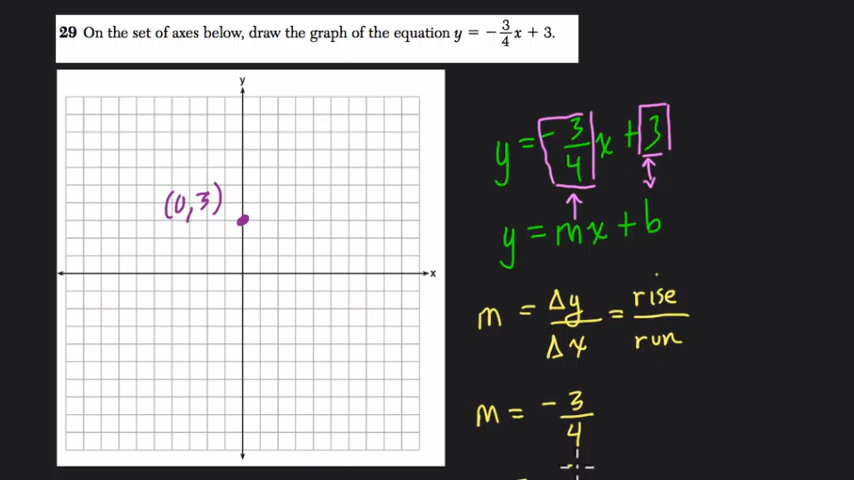 29 On the set of axes below, draw the graph of the equation y = -3/4x + 3.
y
x
(0,3)
y = -3/4 x + 3
y = mx + b
m = Δy/Δx = rise/run
m = -3/4